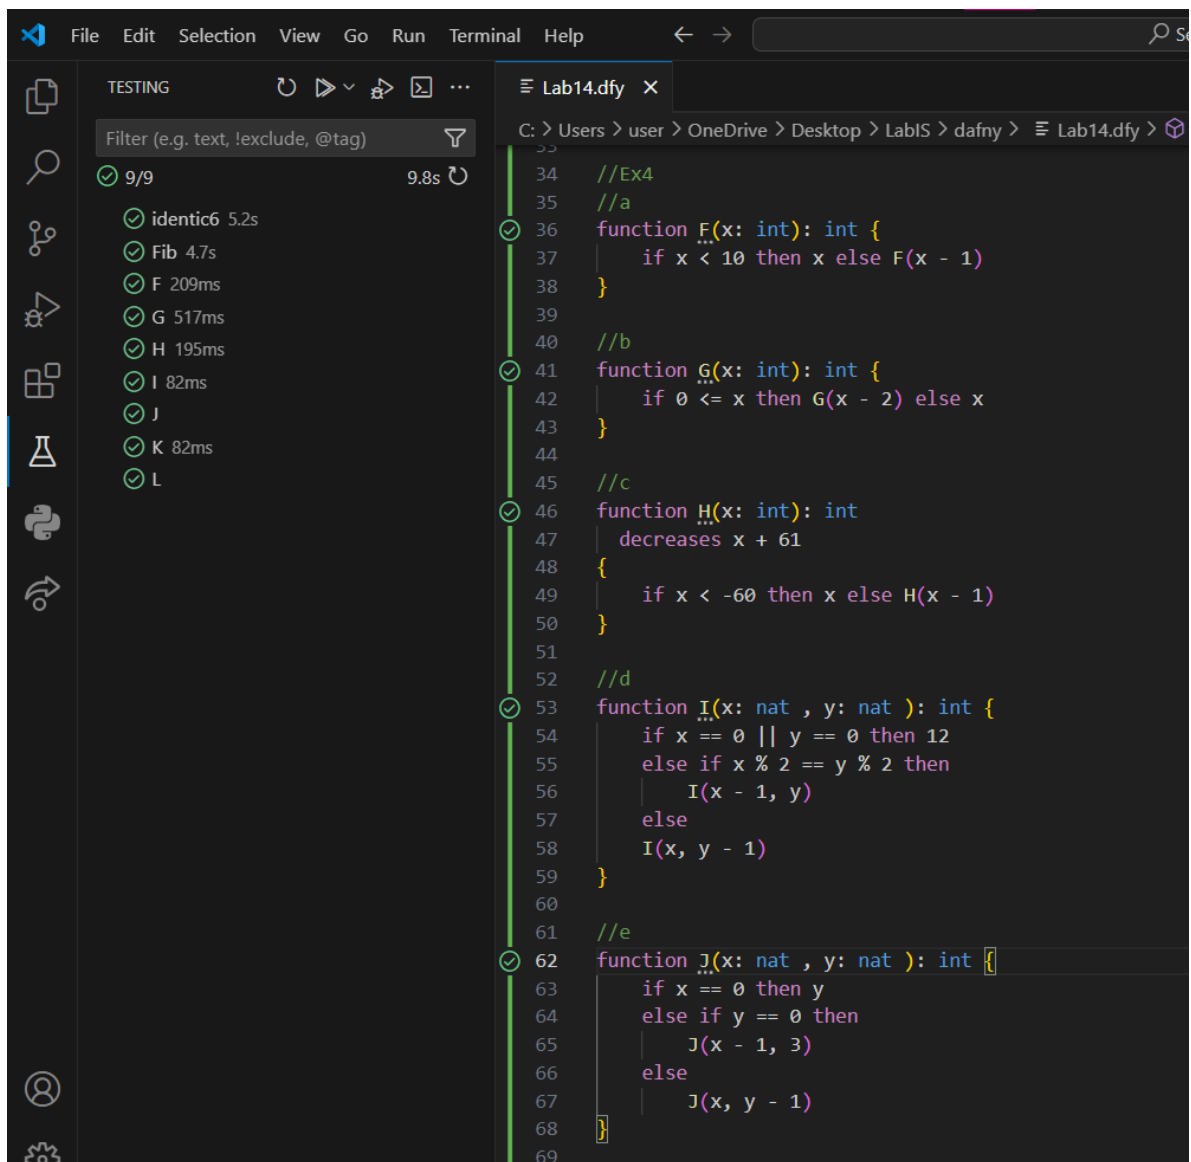 File Edit Selection View Go Run Terminal Help
TESTING
Filter (e.g. text, !exclude, @tag)
9/9 9.8s
identic6 5.2s
Fib 4.7s
F 209ms
G 517ms
H 195ms
I 82ms
J
K 82ms
L
Lab14.dfy
C: > Users > user > OneDrive > Desktop > LabIS > dafny > Lab14.dfy >
33
34 //Ex4
35 //a
36 function F(x: int): int {
37 if x < 10 then x else F(x - 1)
38 }
39
40 //b
41 function G(x: int): int {
42 if 0 <= x then G(x - 2) else x
43 }
44
45 //c
46 function H(x: int): int
47 decreases x + 61
48 {
49 if x < -60 then x else H(x - 1)
50 }
51
52 //d
53 function I(x: nat , y: nat ): int {
54 if x == 0 || y == 0 then 12
55 else if x % 2 == y % 2 then
56 I(x - 1, y)
57 else
58 I(x, y - 1)
59 }
60
61 //e
62 function J(x: nat , y: nat ): int {
63 if x == 0 then y
64 else if y == 0 then
65 J(x - 1, 3)
66 else
67 J(x, y - 1)
68 }
69